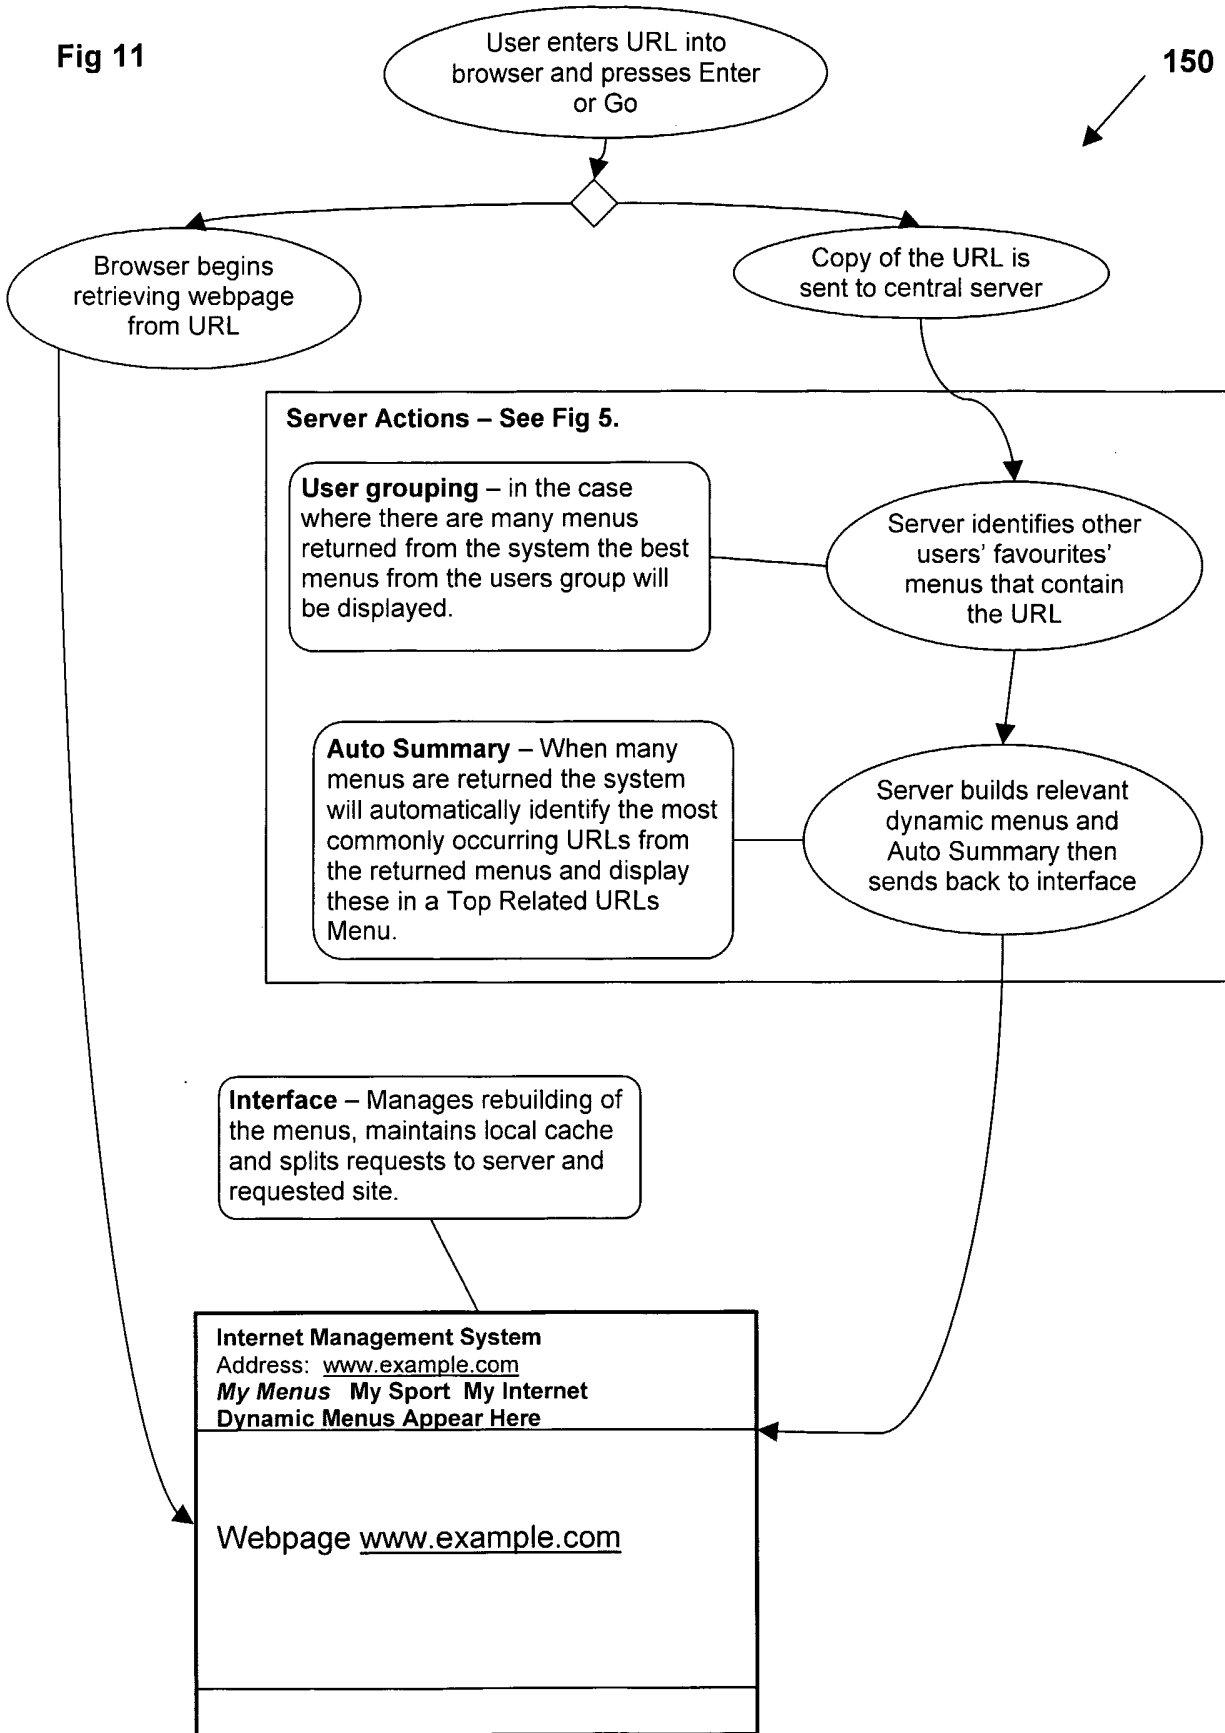 Fig 11
User enters URL into
browser and presses Enter
or Go
150
Browser begins
retrieving webpage
from URL
Copy of the URL is
sent to central server
Server Actions – See Fig 5.
User grouping – in the case
where there are many menus
returned from the system the best
menus from the users group will
be displayed.
Server identifies other
users' favourites'
menus that contain
the URL
Auto Summary – When many
menus are returned the system
will automatically identify the most
commonly occurring URLs from
the returned menus and display
these in a Top Related URLs
Menu.
Server builds relevant
dynamic menus and
Auto Summary then
sends back to interface
Interface – Manages rebuilding of
the menus, maintains local cache
and splits requests to server and
requested site.
Internet Management System
Address: www.example.com
My Menus My Sport My Internet
Dynamic Menus Appear Here
Webpage www.example.com